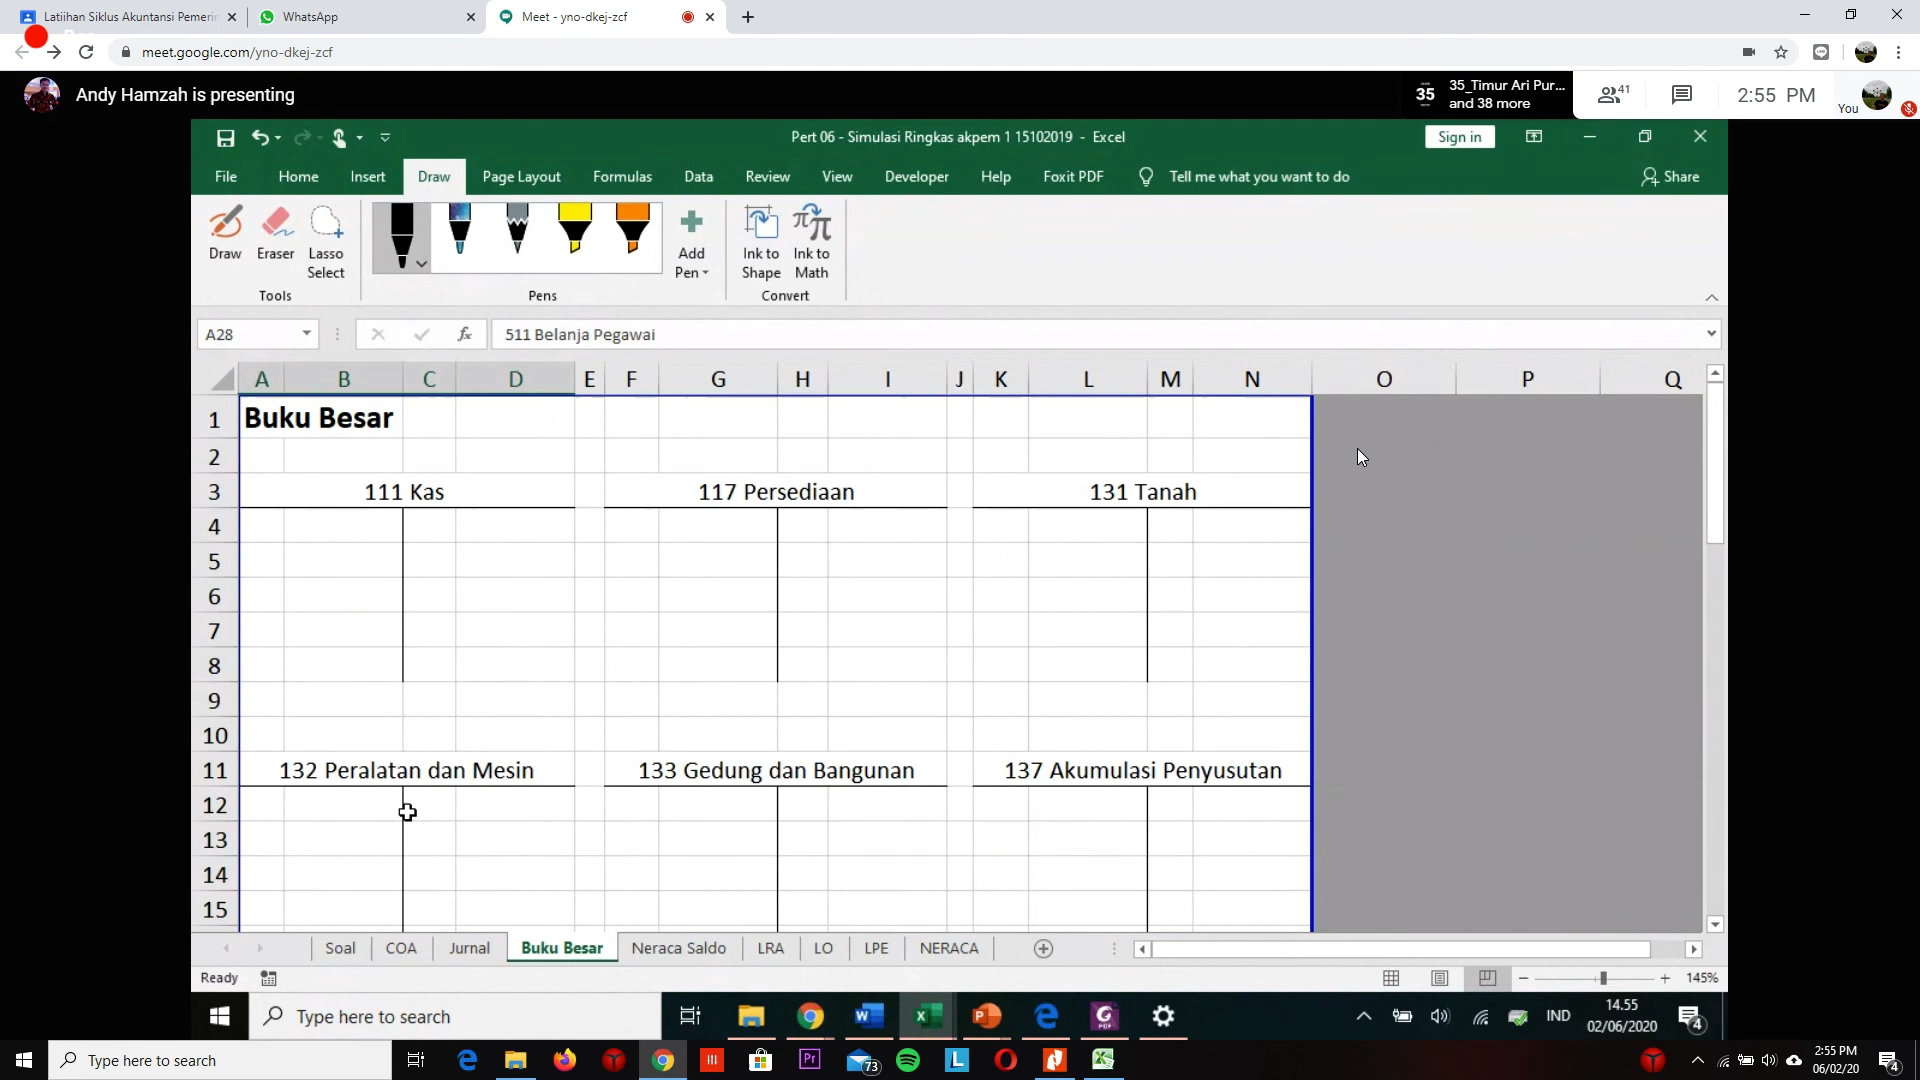 Latiihan Siklus Akuntansi Pemerin
WhatsApp
Meet - yno-dkej-zcf
meet.google.com/yno-dkej-zcf
Andy Hamzah is presenting
35
35_Timur Ari Pur...
and 38 more
41
2:55 PM
You
Pert 06 - Simulasi Ringkas akpem 1 15102019 - Excel
Sign in
File Home Insert Draw Page Layout Formulas Data Review View Developer Help Foxit PDF Tell me what you want to do Share
Draw Eraser Lasso Select
Add Pen
Ink to Shape Ink to Math
Tools Pens Convert
A28 fx 511 Belanja Pegawai
A B C D E F G H I J K L M N O P Q
1 Buku Besar
2
3 111 Kas 117 Persediaan 131 Tanah
4
5
6
7
8
9
10
11 132 Peralatan dan Mesin 133 Gedung dan Bangunan 137 Akumulasi Penyusutan
12
13
14
15
Soal COA Jurnal Buku Besar Neraca Saldo LRA LO LPE NERACA
Ready 145%
Type here to search IND 14.55
02/06/2020 4
Type here to search Pr 73 L 2:55 PM
06/02/20 4